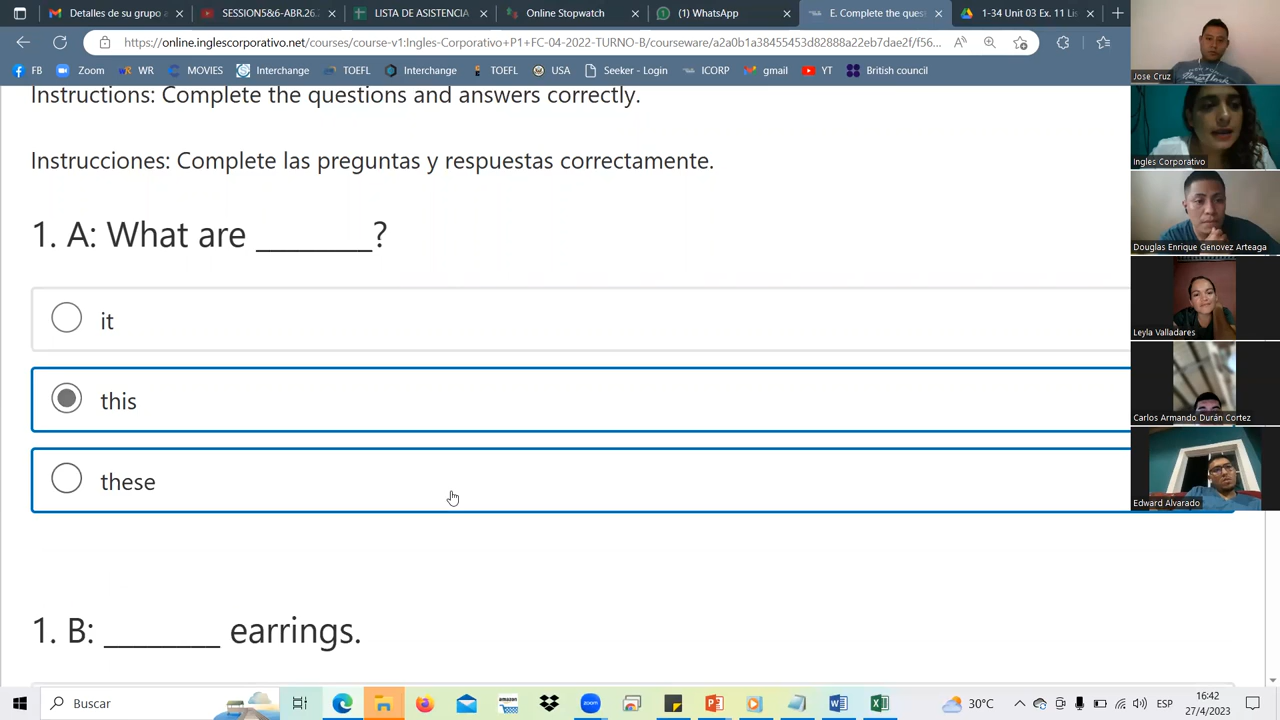 Detalles de su grupo a
SESSION5&6-ABR.26.
LISTA DE ASISTENCIA
Online Stopwatch
(1) WhatsApp
E. Complete the ques
1-34 Unit 03 Ex. 11 Lis
https://online.inglescorporativo.net/courses/course-v1:Ingles-Corporativo+P1+FC-04-2022-TURNO-B/courseware/a2a0b1a38455453d82888a22eb7dae2f/f56...
FB
Zoom
WR
MOVIES
Interchange
TOEFL
Interchange
TOEFL
USA
Seeker - Login
ICORP
gmail
YT
British council
Instructions: Complete the questions and answers correctly.
Instrucciones: Complete las preguntas y respuestas correctamente.
1. A: What are ________?
it
this
these
1. B: ________ earrings.
Jose Cruz
Ingles Corporativo
Douglas Enrique Genovez Arteaga
Leyla Valladares
Carlos Armando Durán Cortez
Edward Alvarado
Buscar
30°C
ESP
16:42
27/4/2023